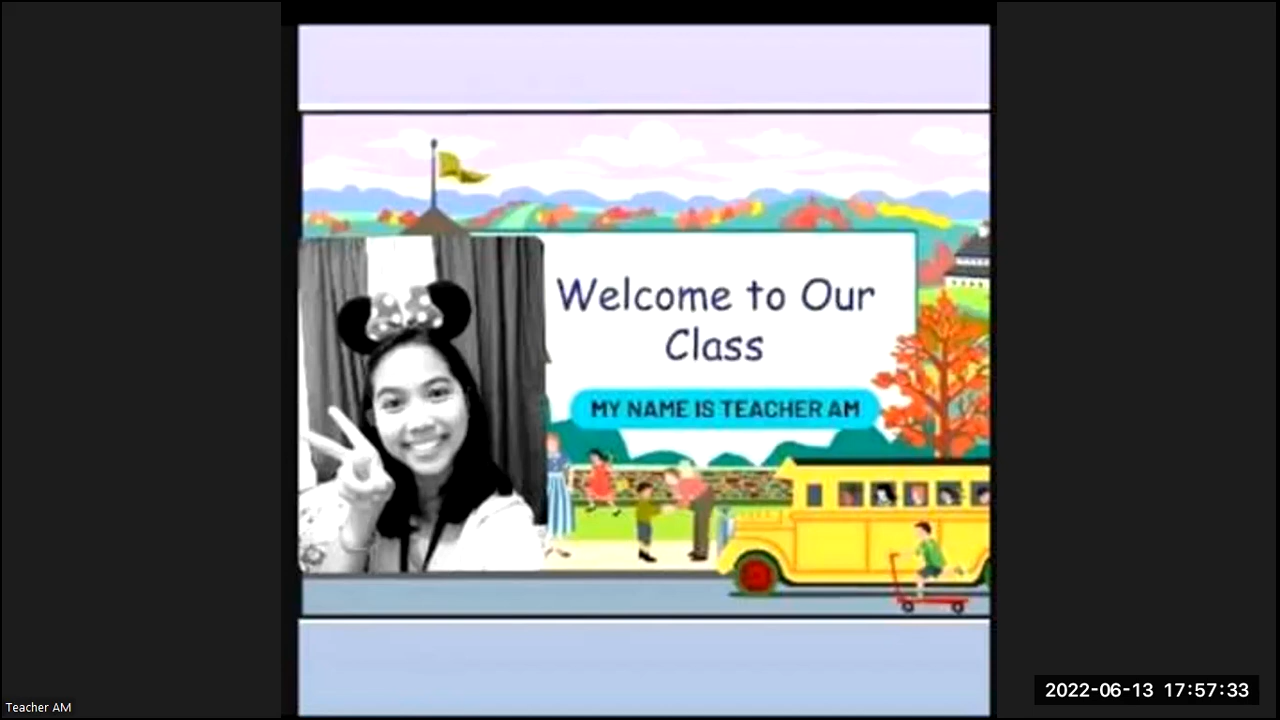 Welcome to Our
Class
MY NAME IS TEACHER AM
Teacher AM
2022-06-13 17:57:33